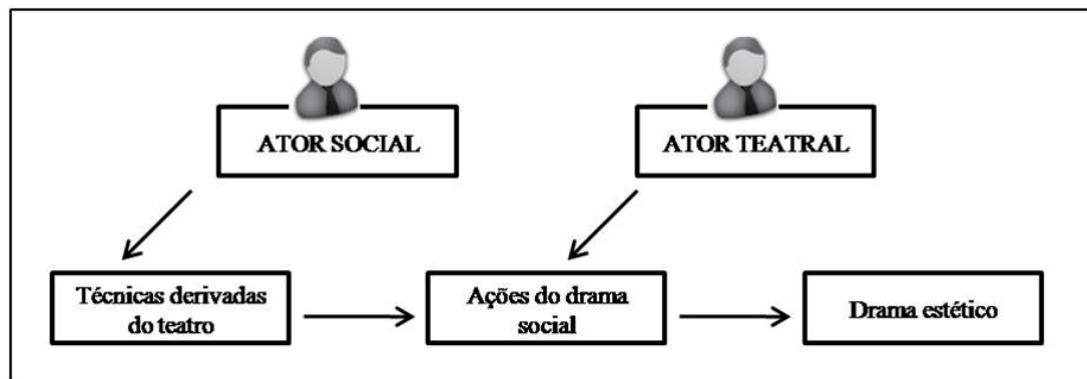 ATOR SOCIAL
ATOR TEATRAL
Técnicas derivadas
do teatro
Ações do drama
social
Drama estético